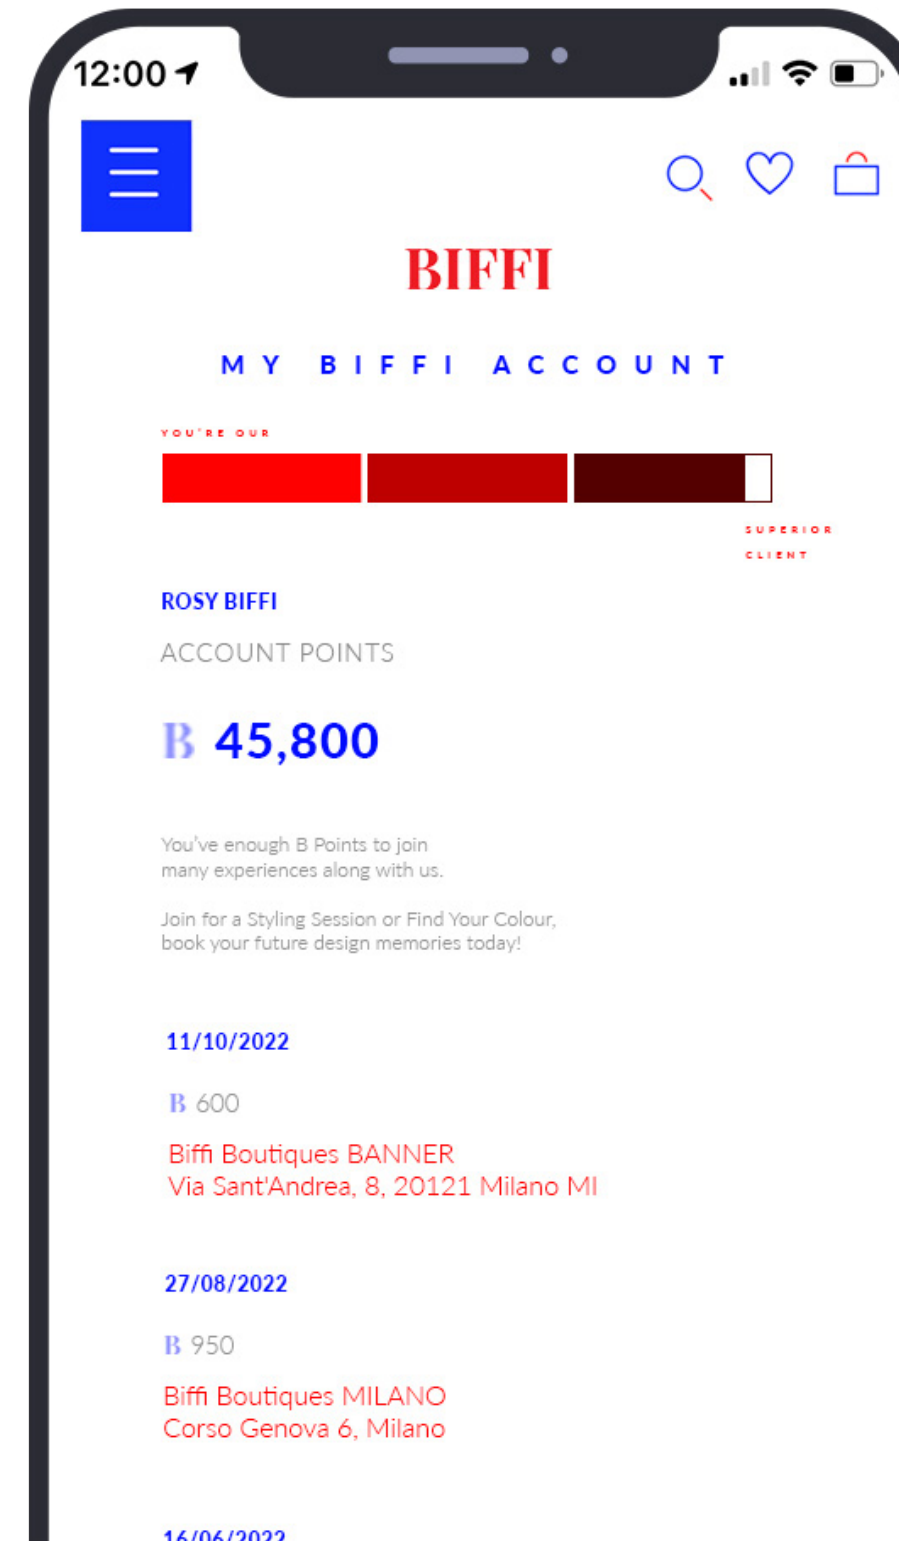 12:00
BIFFI
MY BIFFI ACCOUNT
YOU'RE OUR
SUPERIOR
CLIENT
ROSY BIFFI
ACCOUNT POINTS
B 45,800
You've enough B Points to join
many experiences along with us.
Join for a Styling Session or Find Your Colour,
book your future design memories today!
11/10/2022
B 600
Biffi Boutiques BANNER
Via Sant'Andrea, 8, 20121 Milano MI
27/08/2022
B 950
Biffi Boutiques MILANO
Corso Genova 6, Milano
16/06/2022